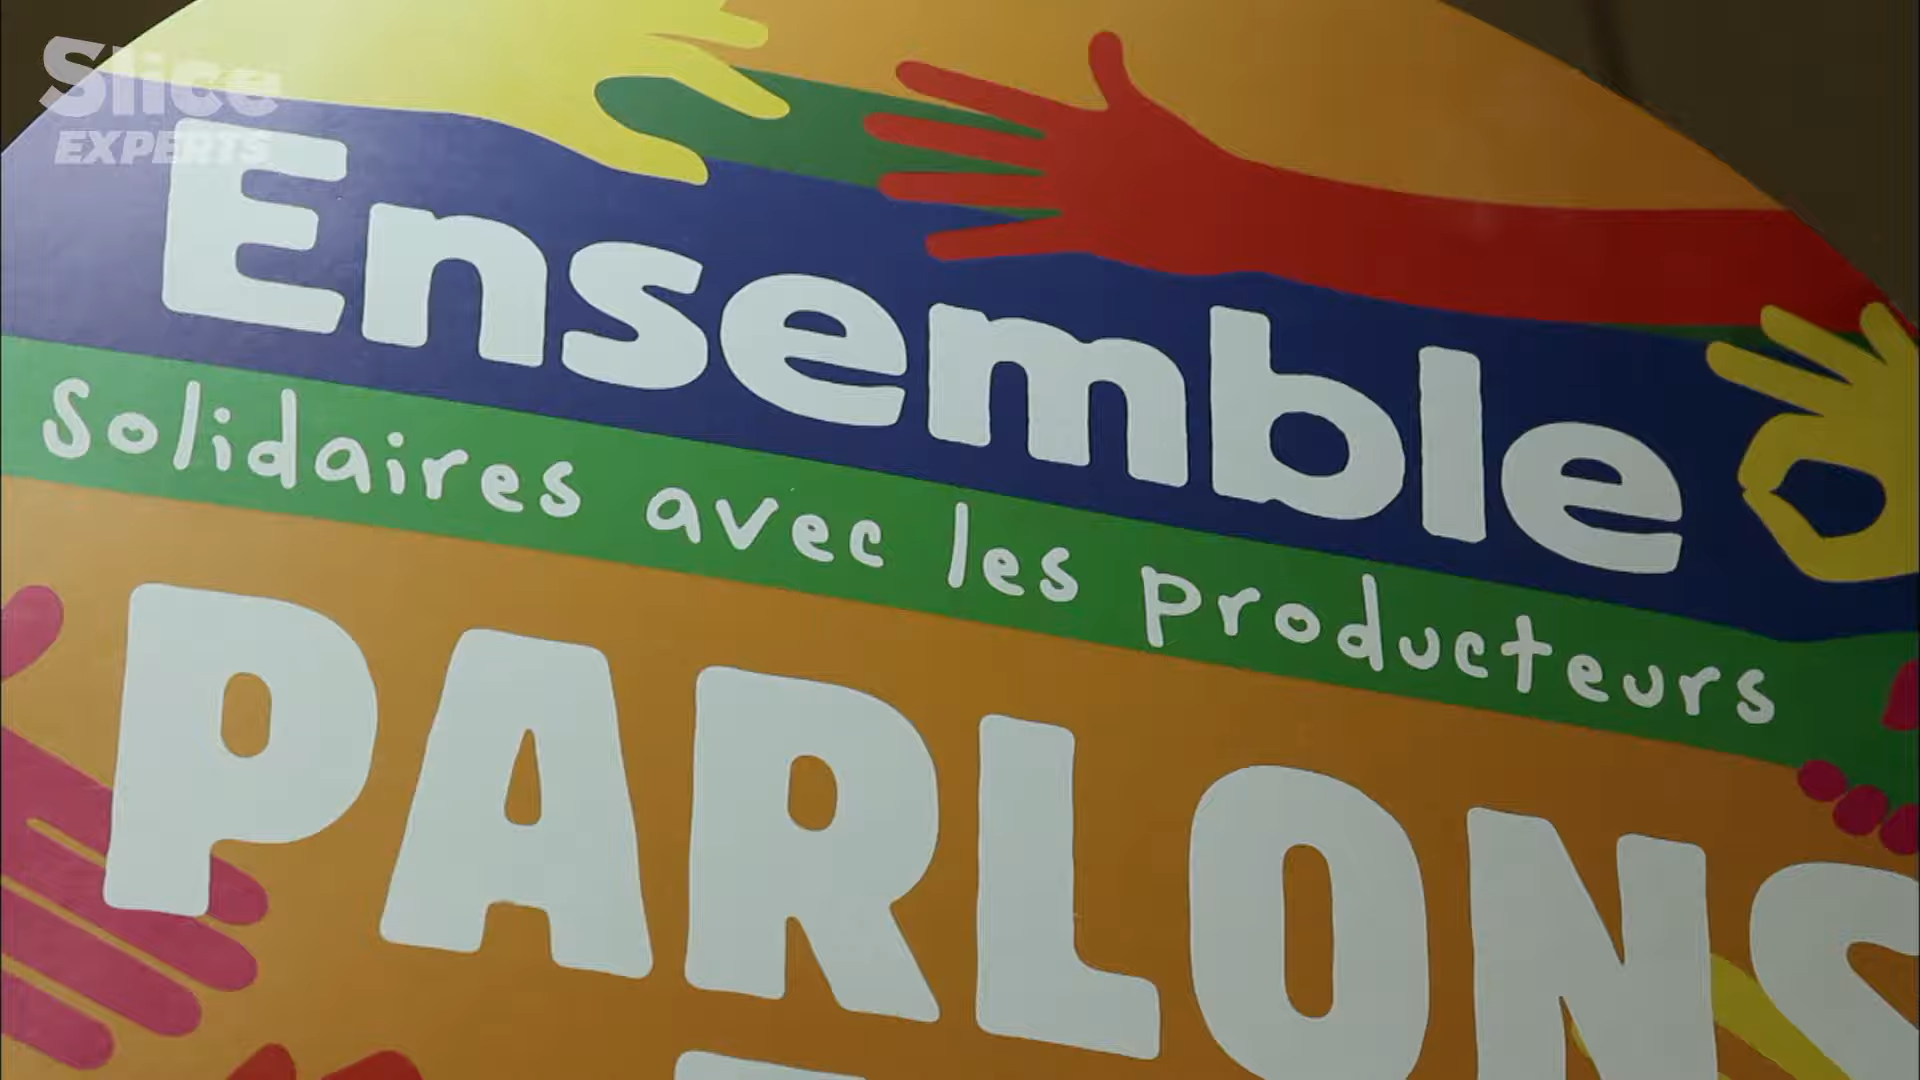 Slice
EXPERTS
Ensemble
Solidaires avec les producteurs
PARLONS